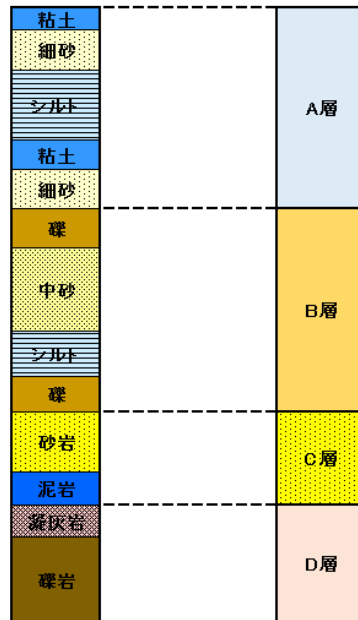 粘土
細砂
シルト
粘土
細砂
礫
中砂
シルト
礫
砂岩
泥岩
凝灰岩
礫岩
A層
B層
C層
D層